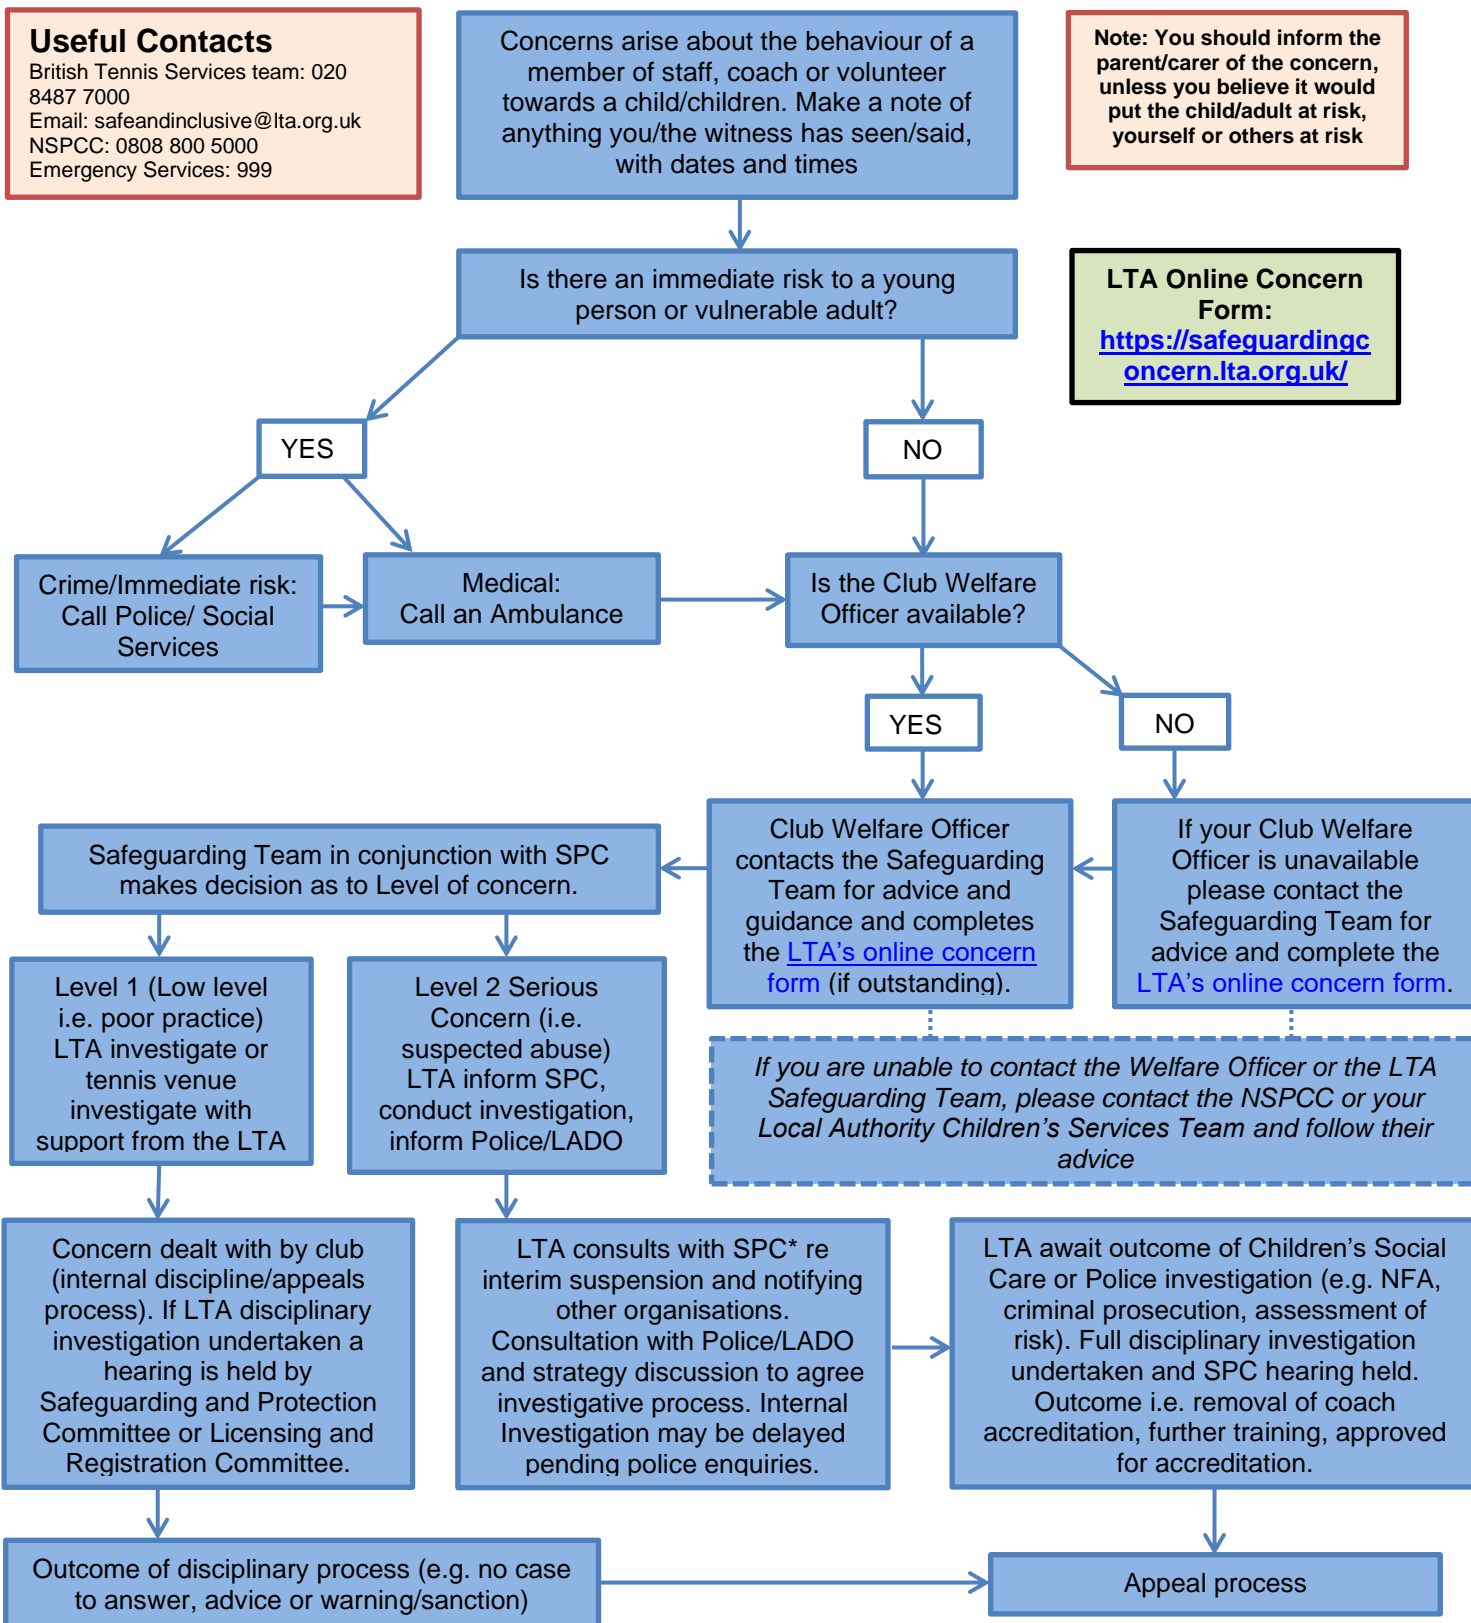 Useful Contacts
British Tennis Services team: 020
8487 7000
Email: safeandinclusive@lta.org.uk
NSPCC: 0808 800 5000
Emergency Services: 999
Concerns arise about the behaviour of a
member of staff, coach or volunteer
towards a child/children. Make a note of
anything you/the witness has seen/said,
with dates and times
Note: You should inform the
parent/carer of the concern,
unless you believe it would
put the child/adult at risk,
yourself or others at risk
Is there an immediate risk to a young
person or vulnerable adult?
LTA Online Concern
Form:
https://safeguardingc
oncern.lta.org.uk/
YES
NO
Crime/Immediate risk:
Call Police/ Social
Services
Medical:
Call an Ambulance
Is the Club Welfare
Officer available?
YES
NO
Safeguarding Team in conjunction with SPC
makes decision as to Level of concern.
Club Welfare Officer
contacts the Safeguarding
Team for advice and
guidance and completes
the LTA's online concern
form (if outstanding).
If your Club Welfare
Officer is unavailable
please contact the
Safeguarding Team for
advice and complete the
LTA's online concern form.
Level 1 (Low level
i.e. poor practice)
LTA investigate or
tennis venue
investigate with
support from the LTA
Level 2 Serious
Concern (i.e.
suspected abuse)
LTA inform SPC,
conduct investigation,
inform Police/LADO
If you are unable to contact the Welfare Officer or the LTA
Safeguarding Team, please contact the NSPCC or your
Local Authority Children's Services Team and follow their
advice
Concern dealt with by club
(internal discipline/appeals
process). If LTA disciplinary
investigation undertaken a
hearing is held by
Safeguarding and Protection
Committee or Licensing and
Registration Committee.
LTA consults with SPC* re
interim suspension and notifying
other organisations.
Consultation with Police/LADO
and strategy discussion to agree
investigative process. Internal
Investigation may be delayed
pending police enquiries.
LTA await outcome of Children's Social
Care or Police investigation (e.g. NFA,
criminal prosecution, assessment of
risk). Full disciplinary investigation
undertaken and SPC hearing held.
Outcome i.e. removal of coach
accreditation, further training, approved
for accreditation.
Outcome of disciplinary process (e.g. no case
to answer, advice or warning/sanction)
Appeal process